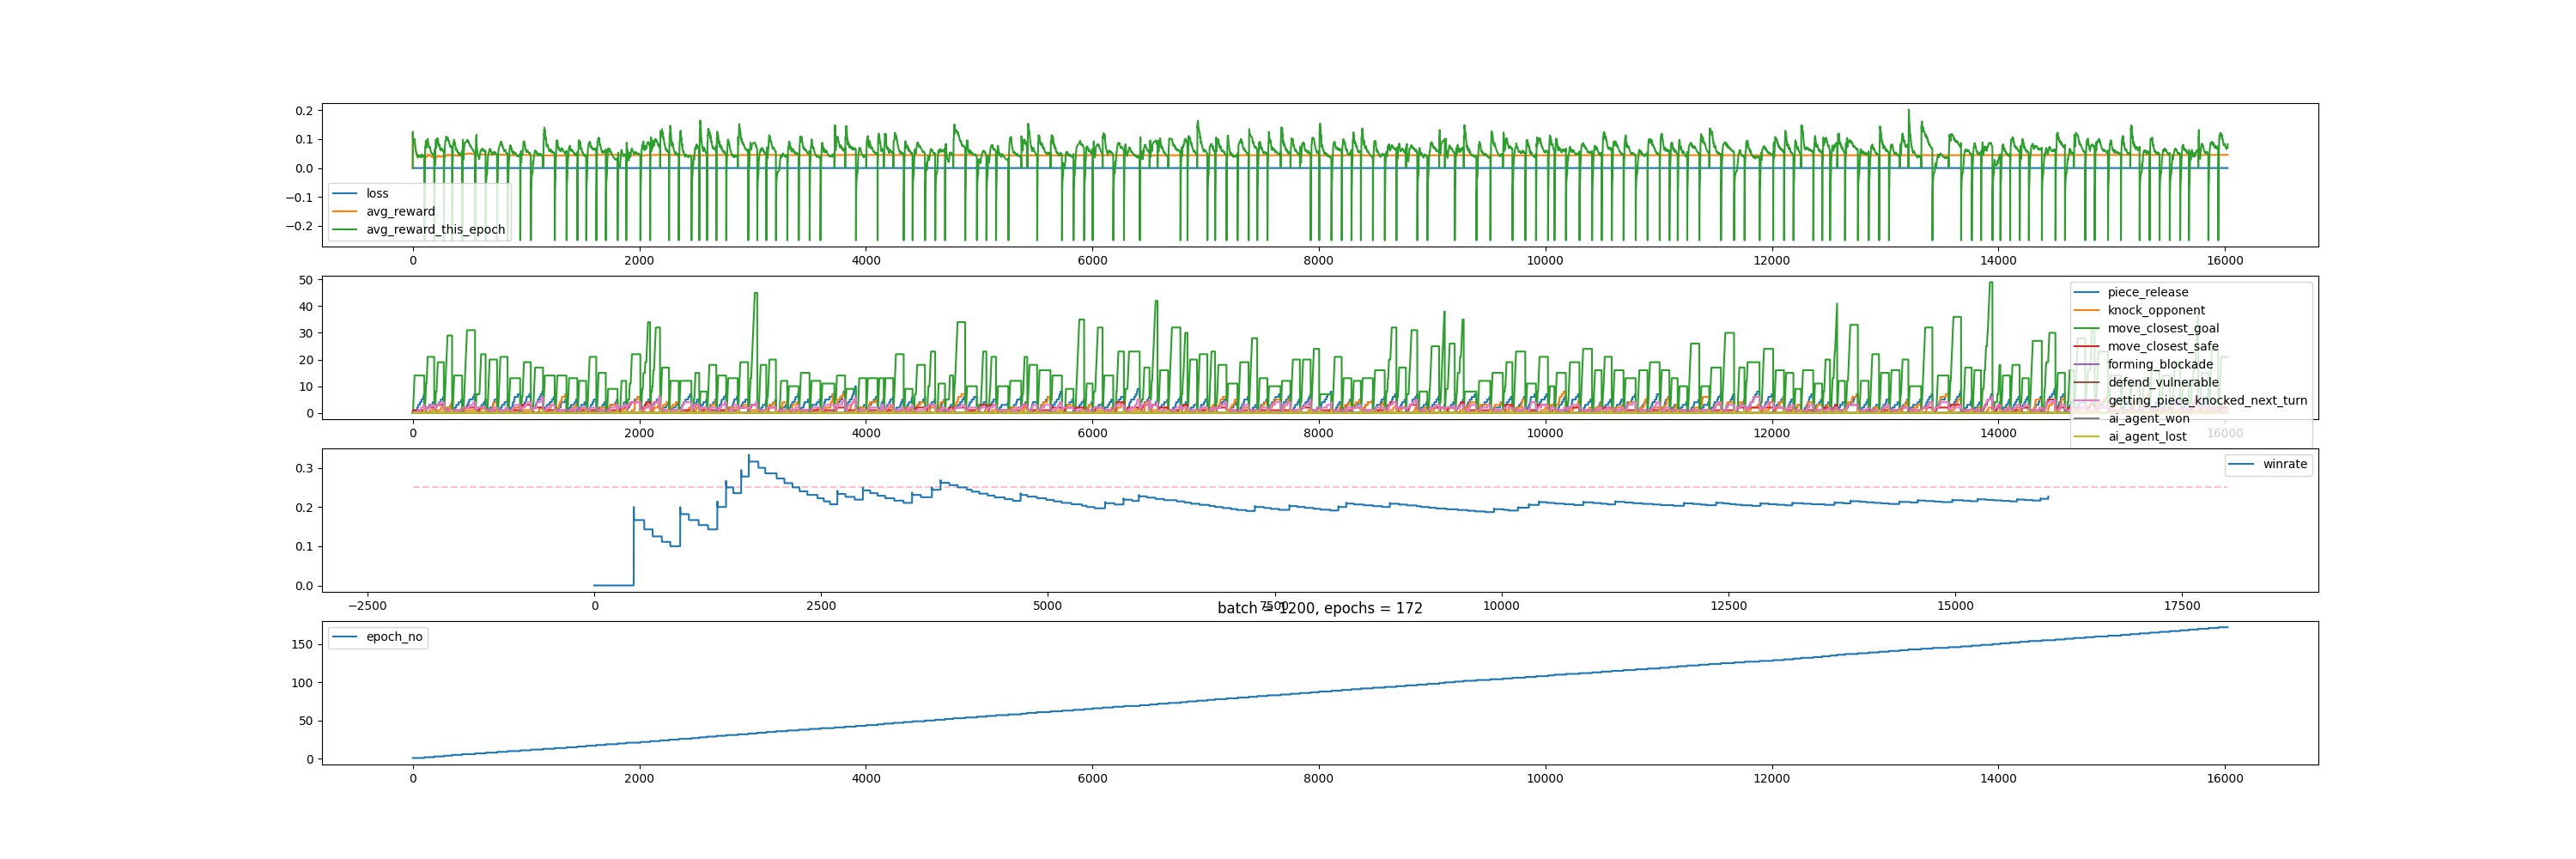 0.2
0.1
0.0
−0.1
−0.2
loss
avg_reward
avg_reward_this_epoch
0 2000 4000 6000 8000 10000 12000 14000 16000
50
40
30
20
10
0
piece_release
knock_opponent
move_closest_goal
move_closest_safe
forming_blockade
defend_vulnerable
getting_piece_knocked_next_turn
ai_agent_won
ai_agent_lost
0 2000 4000 6000 8000 10000 12000 14000 16000
0.3
0.2
0.1
0.0
winrate
−2500 0 2500 5000 7500 10000 12500 15000 17500
batch = 1200, epochs = 172
150
100
50
0
epoch_no
0 2000 4000 6000 8000 10000 12000 14000 16000